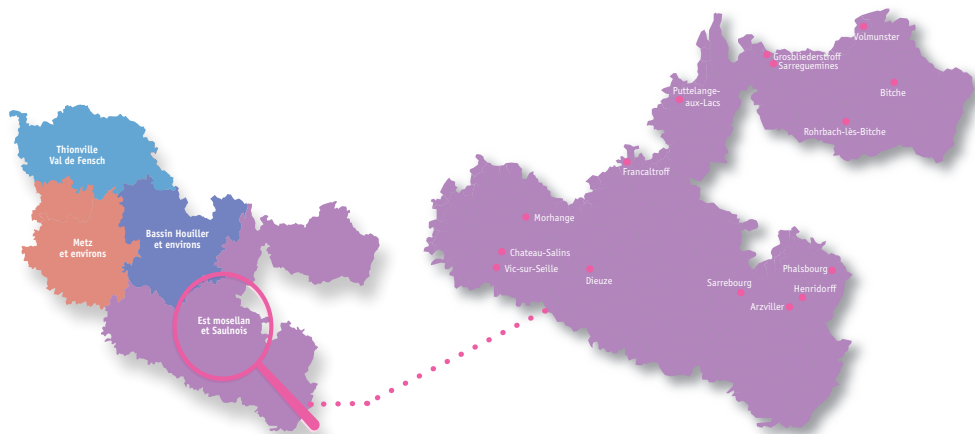 Thionville
Val de Fensch
Metz
et environs
Bassin Houiller
et environs
Est mosellan
et Saulnois
Volmunster
Grosbliederstroff
Sarreguemines
Bitche
Puttelange-
aux-Lacs
Rohrbach-lès-Bitche
Francaltroff
Morhange
Chateau-Salins
Vic-sur-Seille
Dieuze
Sarrebourg
Phalsbourg
Henridorff
Arzviller